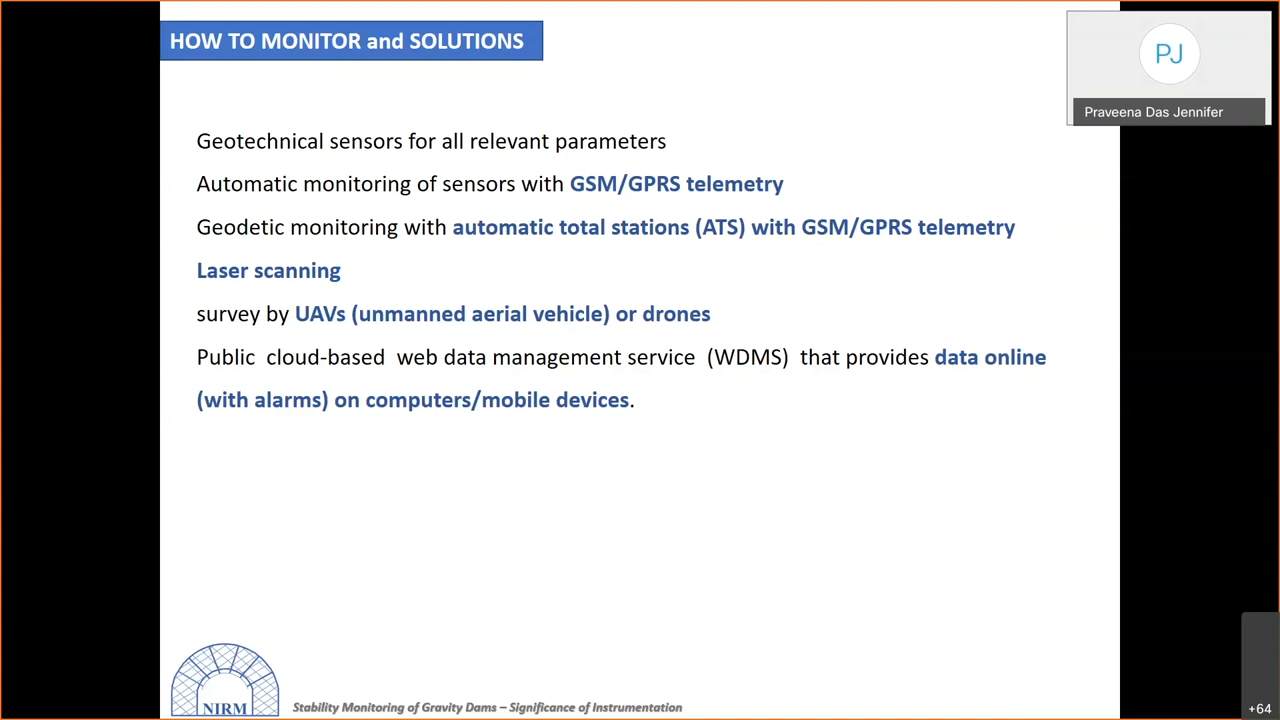 HOW TO MONITOR and SOLUTIONS
PJ
Praveena Das Jennifer
Geotechnical sensors for all relevant parameters
Automatic monitoring of sensors with GSM/GPRS telemetry
Geodetic monitoring with automatic total stations (ATS) with GSM/GPRS telemetry
Laser scanning
survey by UAVs (unmanned aerial vehicle) or drones
Public cloud-based web data management service (WDMS) that provides data online
(with alarms) on computers/mobile devices.
NIRM
Stability Monitoring of Gravity Dams – Significance of Instrumentation
+64